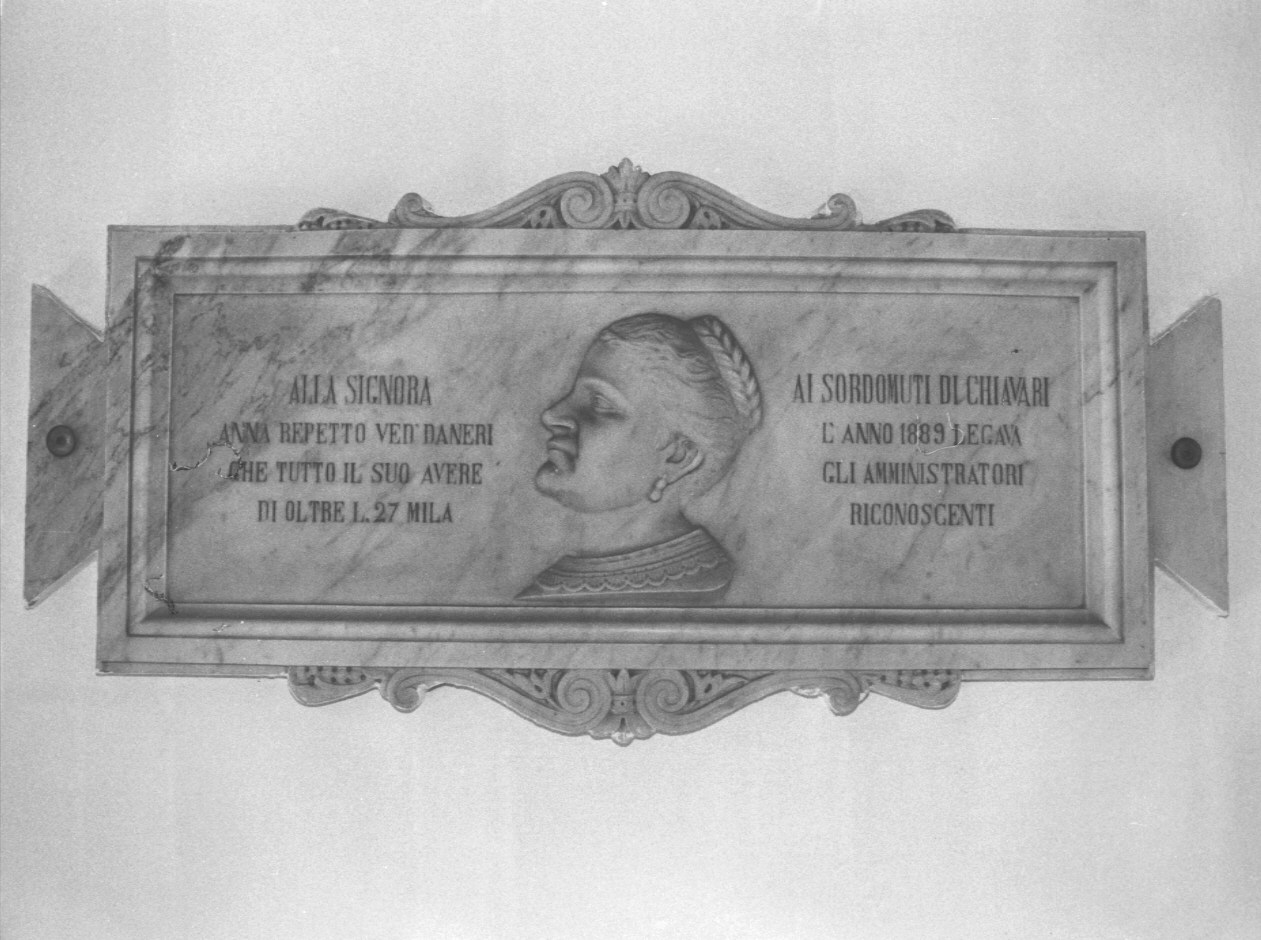 ALLA SIGNORA
ANNA REPETTO VED' DANERI
CHE TUTTO IL SUO AVERE
DI OLTRE L. 27 MILA
AI SORDOMUTI DI CHIAVARI
L' ANNO 1889 LEGAVA
GLI AMMINISTRATORI
RICONOSCENTI